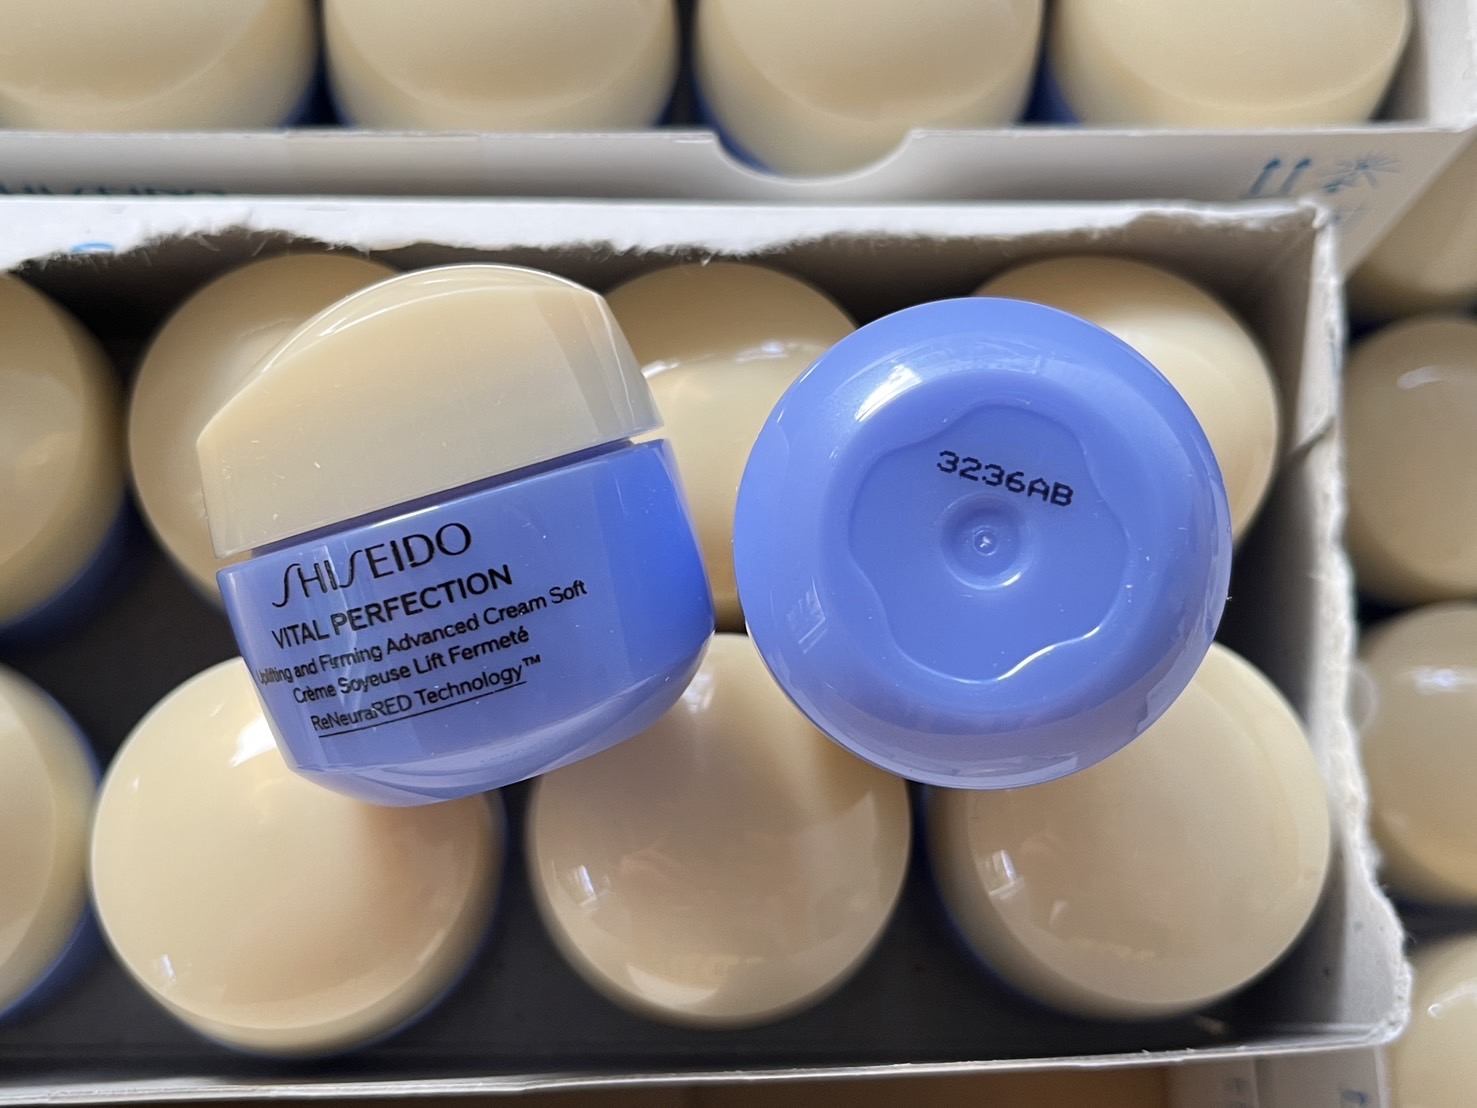 SHISEIDO
VITAL PERFECTION
Uplifting and Firming Advanced Cream Soft
Crème Soyeuse Lift Fermeté
ReNeuraRED Technology™
3236AB